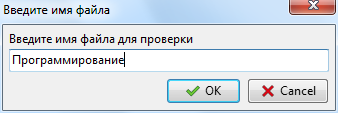 Введите имя файла
Введите имя файла для проверки
Программирование
OK Cancel